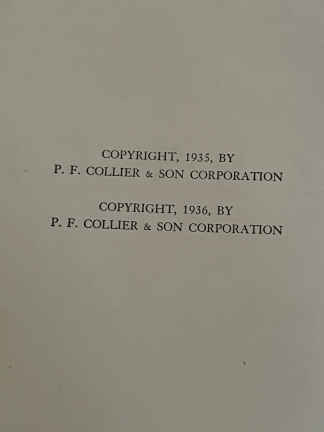 COPYRIGHT, 1935, BY
P. F. COLLIER & SON CORPORATION
COPYRIGHT, 1936, BY
P. F. COLLIER & SON CORPORATION